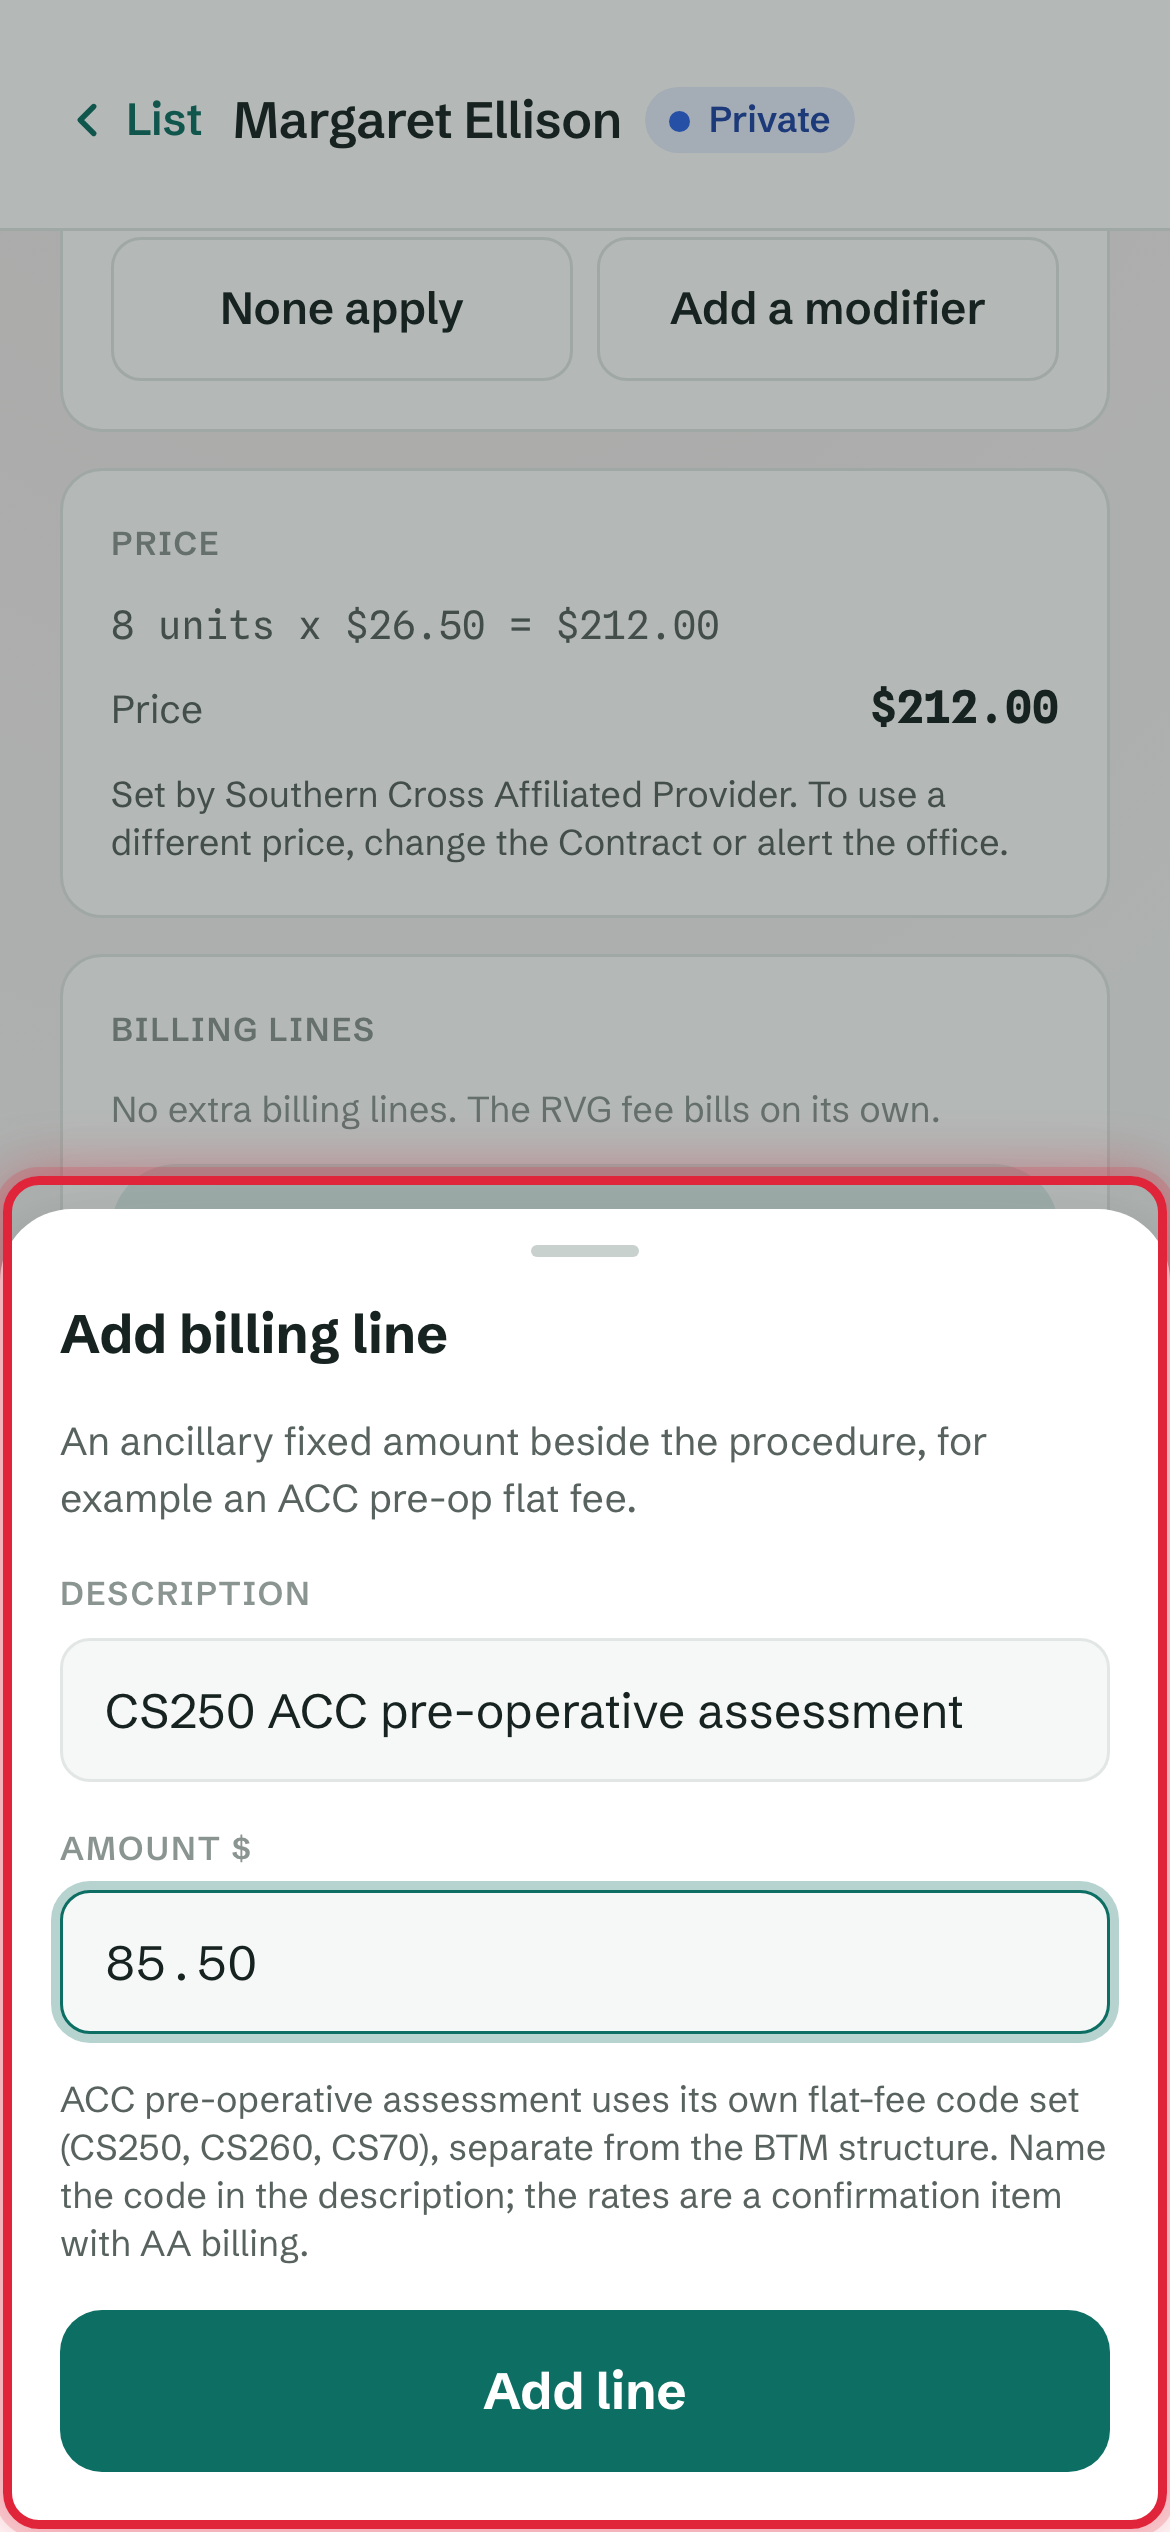 List Margaret Ellison Private
None apply Add a modifier
PRICE
8 units x $26.50 = $212.00
Price $212.00
Set by Southern Cross Affiliated Provider. To use a
different price, change the Contract or alert the office.
BILLING LINES
No extra billing lines. The RVG fee bills on its own.
Add billing line
An ancillary fixed amount beside the procedure, for
example an ACC pre-op flat fee.
DESCRIPTION
CS250 ACC pre-operative assessment
AMOUNT $
85.50
ACC pre-operative assessment uses its own flat-fee code set
(CS250, CS260, CS70), separate from the BTM structure. Name
the code in the description; the rates are a confirmation item
with AA billing.
Add line